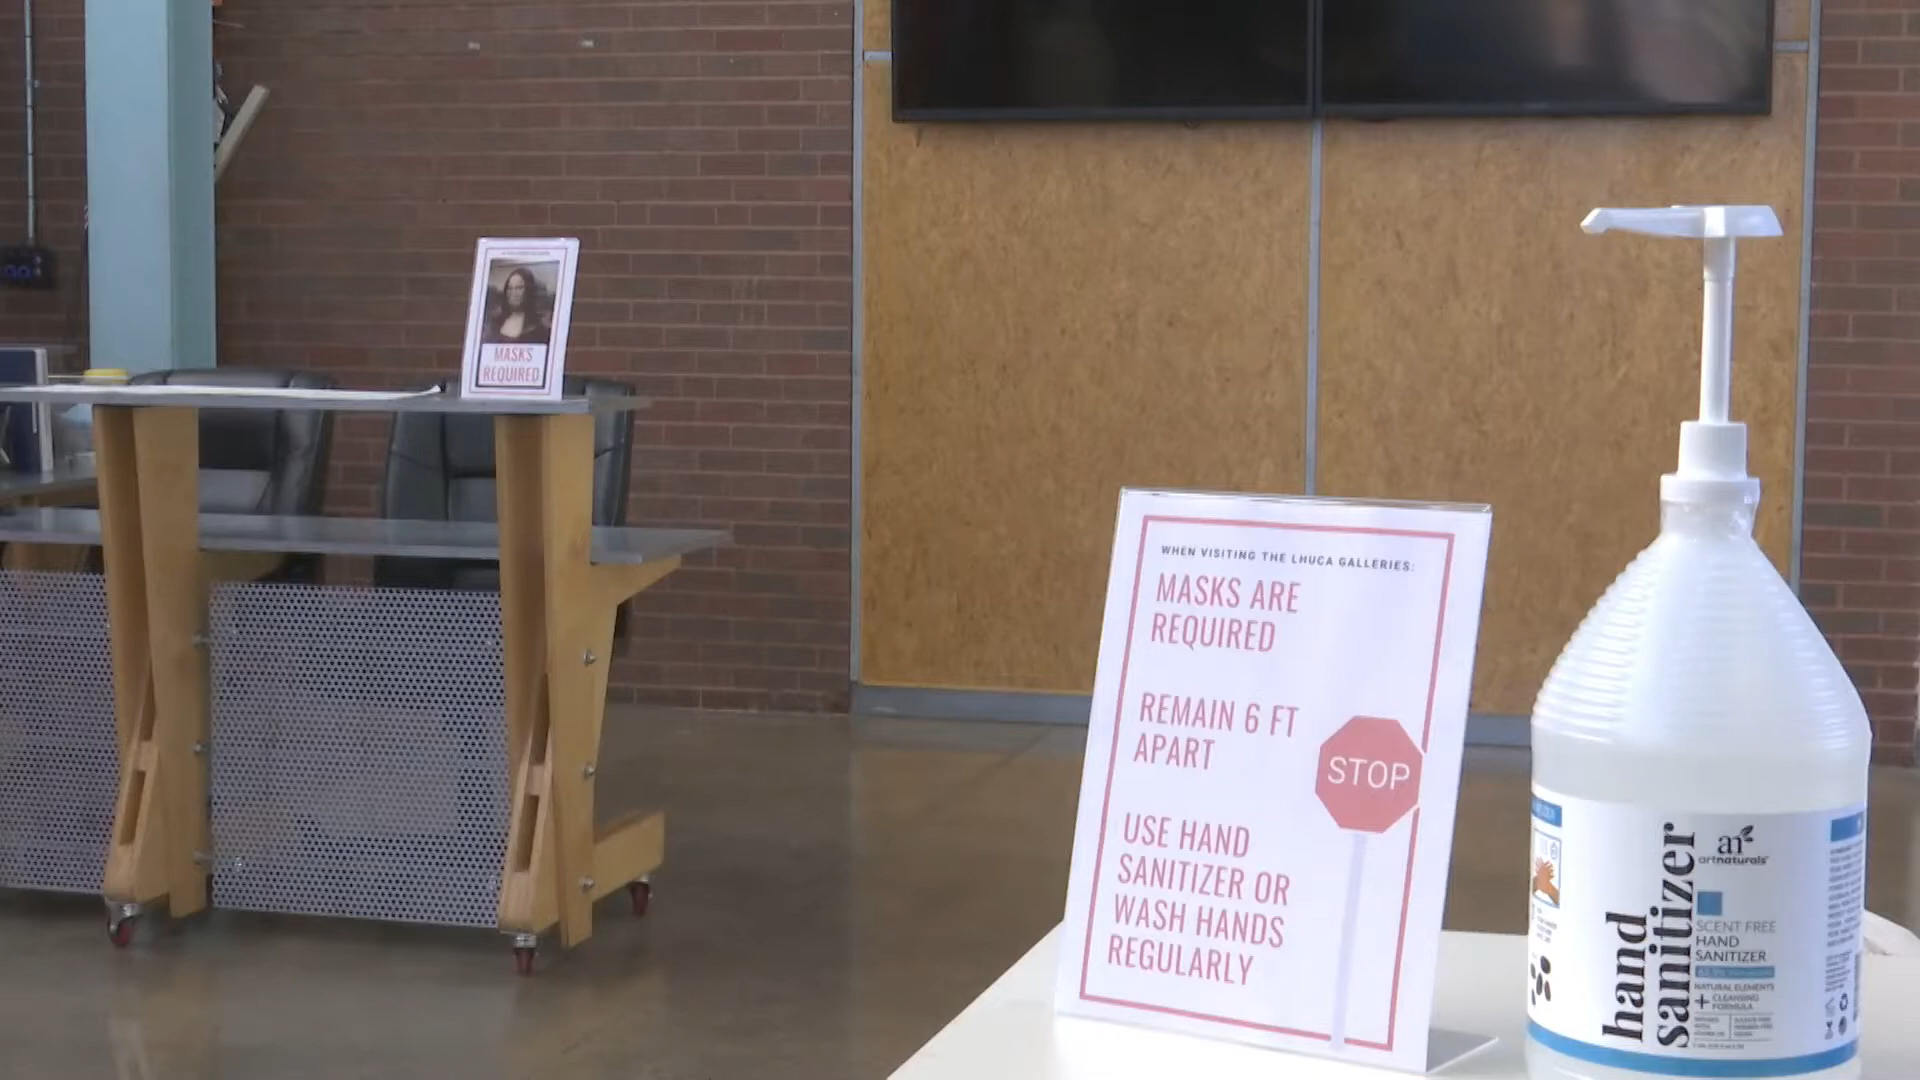 MASKS
REQUIRED
WHEN VISITING THE LHUCA GALLERIES:
MASKS ARE
REQUIRED
REMAIN 6 FT
APART
STOP
USE HAND
SANITIZER OR
WASH HANDS
REGULARLY
hand
sanitizer
artnaturals
SCENT FREE
HAND
SANITIZER
NATURAL ELEMENTS
+ CLEANSING
FORMULA